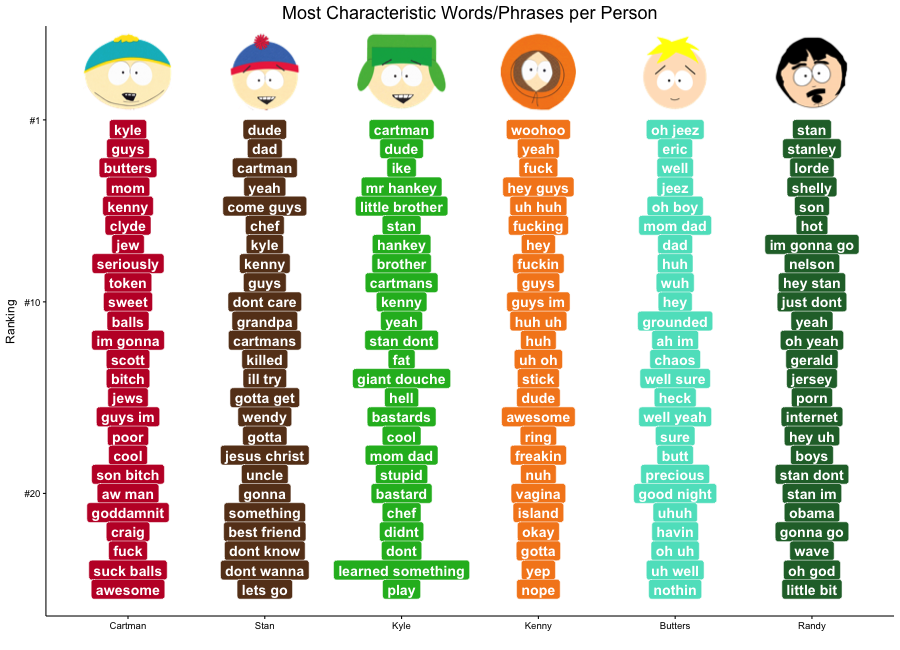 Most Characteristic Words/Phrases per Person
#1
kyle dude cartman woohoo oh jeez stan
guys dad dude yeah eric stanley
butters cartman ike fuck well lorde
mom yeah mr hankey hey guys jeez shelly
kenny come guys little brother uh huh oh boy son
clyde chef stan fucking mom dad hot
jew kyle hankey hey dad im gonna go
seriously kenny brother fuckin huh nelson
token guys cartmans guys wuh hey stan
#10
sweet dont care kenny guys im hey just dont
Ranking
balls grandpa yeah huh uh grounded yeah
im gonna cartmans stan dont huh ah im oh yeah
scott killed fat uh oh chaos gerald
bitch ill try giant douche stick well sure jersey
jews gotta get hell dude heck porn
guys im wendy bastards awesome well yeah internet
poor gotta cool ring sure hey uh
cool jesus christ mom dad freakin butt boys
son bitch uncle stupid nuh precious stan dont
#20
aw man gonna bastard vagina good night stan im
goddamnit something chef island uhuh obama
craig best friend didnt okay havin gonna go
fuck dont know dont gotta oh uh wave
suck balls dont wanna learned something yep uh well oh god
awesome lets go play nope nothin little bit
Cartman Stan Kyle Kenny Butters Randy